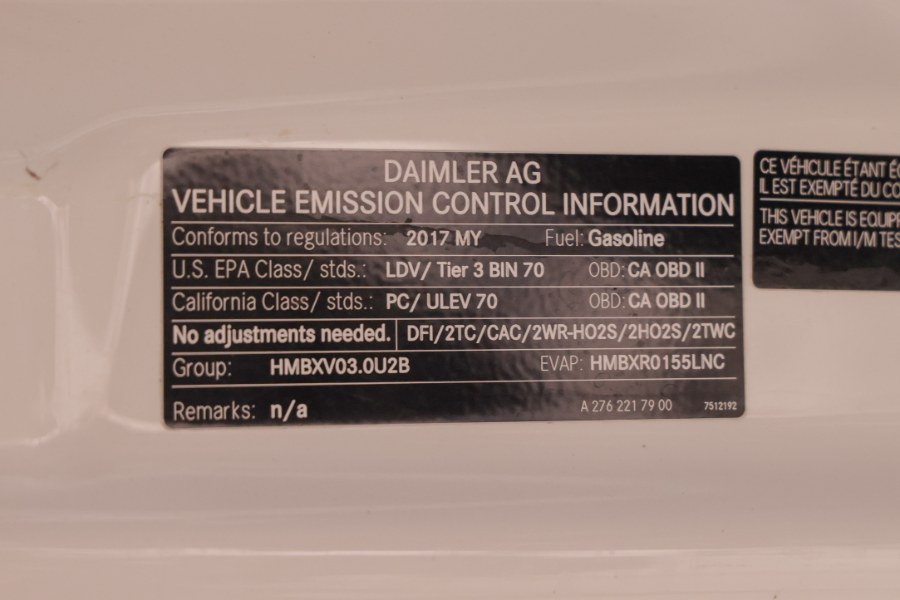 DAIMLER AG
VEHICLE EMISSION CONTROL INFORMATION
Conforms to regulations: 2017 MY Fuel: Gasoline
U.S. EPA Class/ stds.: LDV/ Tier 3 BIN 70 OBD: CA OBD II
California Class/ stds.: PC/ ULEV 70 OBD: CA OBD II
No adjustments needed. DFI/2TC/CAC/2WR-HO2S/2HO2S/2TWC
Group: HMBXV03.0U2B EVAP: HMBXR0155LNC
Remarks: n/a A 276 221 79 00 7512192
CE VÉHICULE ÉTANT
IL EST EXEMPTÉ DU
THIS VEHICLE IS
EXEMPT FROM I/M